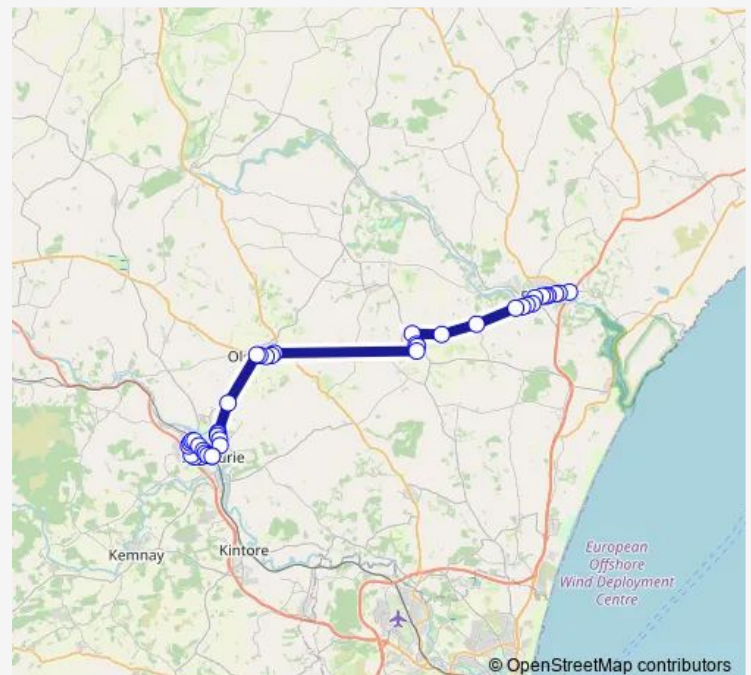 Ol
urie
Kemnay
Kintore
European
Offshore
Wind Deployment
Centre
© OpenStreetMap contributors